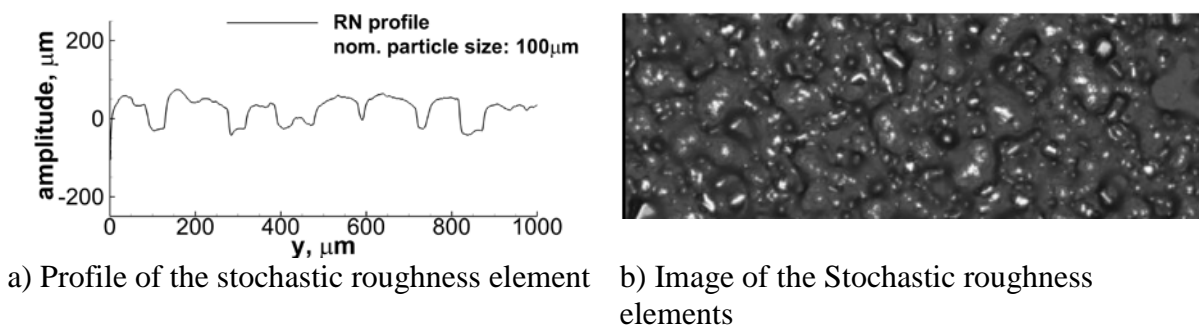 RN profile
nom. particle size: 100μm
amplitude, μm
200
0
-200
0
200
400
600
800
1000
y, μm
a) Profile of the stochastic roughness element
b) Image of the Stochastic roughness
elements